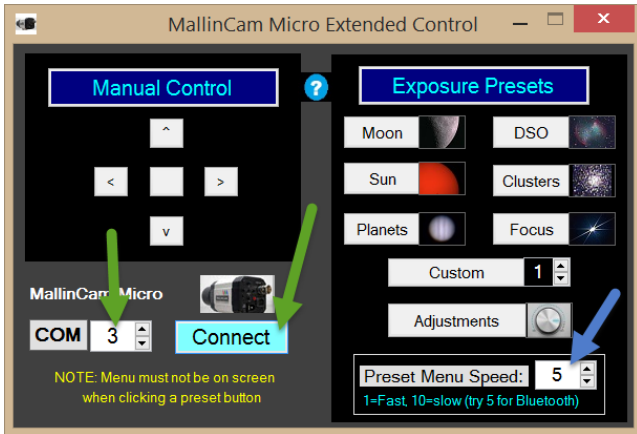 MallinCam Micro Extended Control
Manual Control
?
^
<
>
v
MallinCam Micro
COM 3 Connect
NOTE: Menu must not be on screen
when clicking a preset button
Exposure Presets
Moon DSO
Sun Clusters
Planets Focus
Custom 1
Adjustments
Preset Menu Speed: 5
1=Fast, 10=slow (try 5 for Bluetooth)